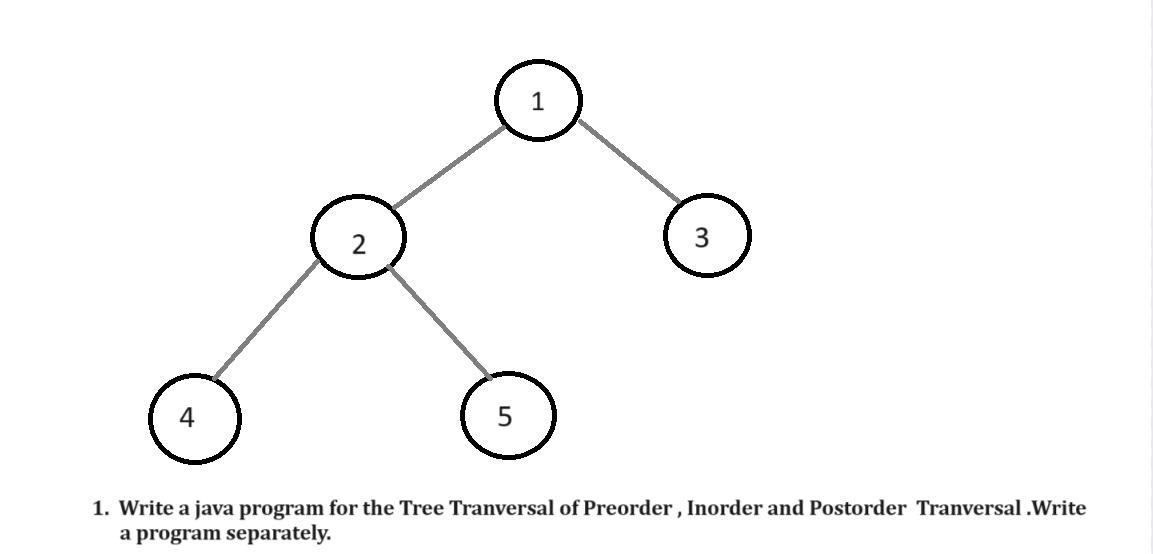 1
2
3
4
5
1. Write a java program for the Tree Tranversal of Preorder , Inorder and Postorder Tranversal .Write
a program separately.